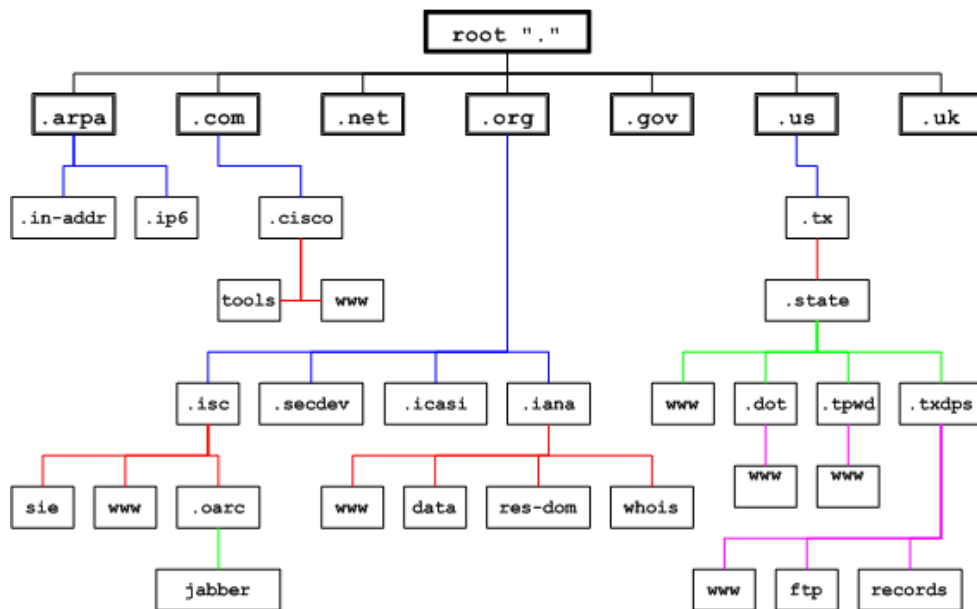 root "."
.arpa
.com
.net
.org
.gov
.us
.uk
.in-addr
.ip6
.cisco
.tx
tools
www
.state
.isc
.secdev
.icasi
.iana
www
.dot
.tpwd
.txdps
sie
www
.oarc
www
data
res-dom
whois
www
www
jabber
www
ftp
records